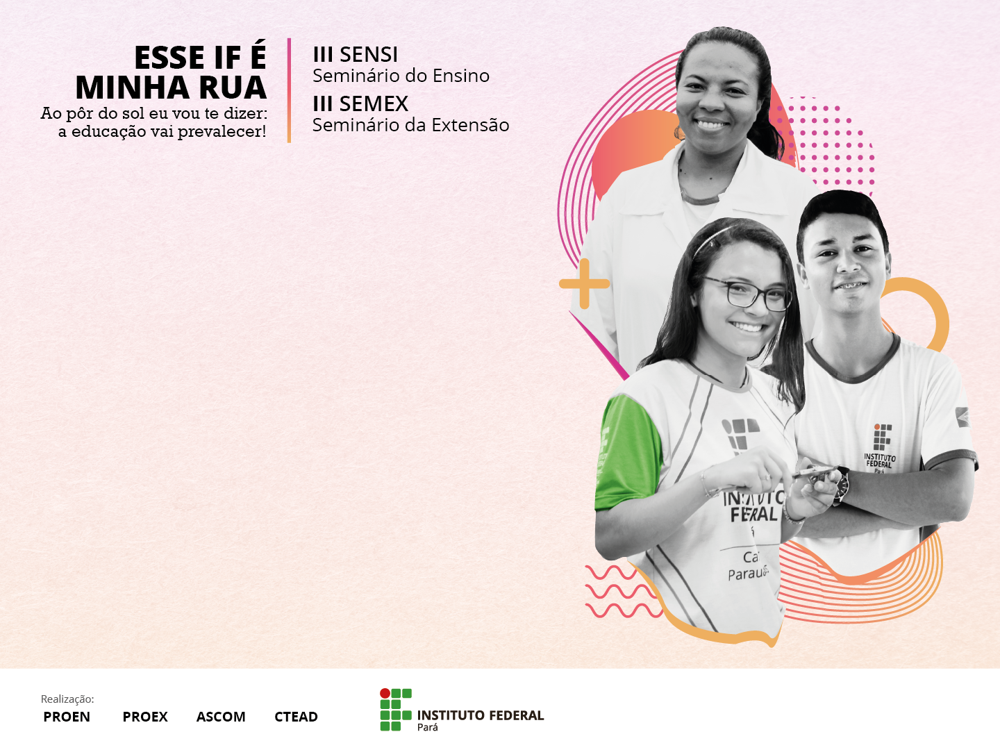 ESSE IF É
MINHA RUA
Ao pôr do sol eu vou te dizer:
a educação vai prevalecer!
III SENSI
Seminário do Ensino
III SEMEX
Seminário da Extensão
INSTITUTO
FEDERAL
Pará
FEDERAL
Realização:
PROEN PROEX ASCOM CTEAD
INSTITUTO FEDERAL
Pará